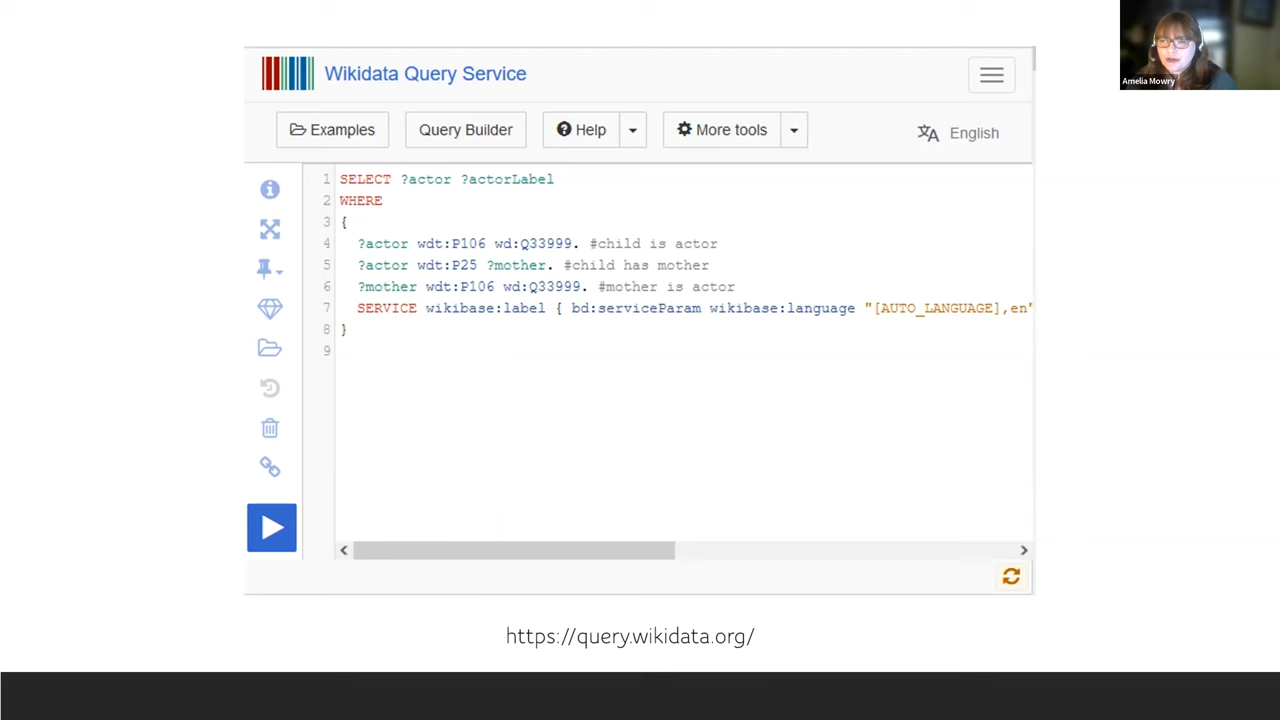 Amelia Mowry
Wikidata Query Service
Examples
Query Builder
Help
More tools
English
1 SELECT ?actor ?actorLabel
2 WHERE
3 {
4 ?actor wdt:P106 wd:Q33999. #child is actor
5 ?actor wdt:P25 ?mother. #child has mother
6 ?mother wdt:P106 wd:Q33999. #mother is actor
7 SERVICE wikibase:label { bd:serviceParam wikibase:language "[AUTO_LANGUAGE],en"
8 }
9
https://query.wikidata.org/